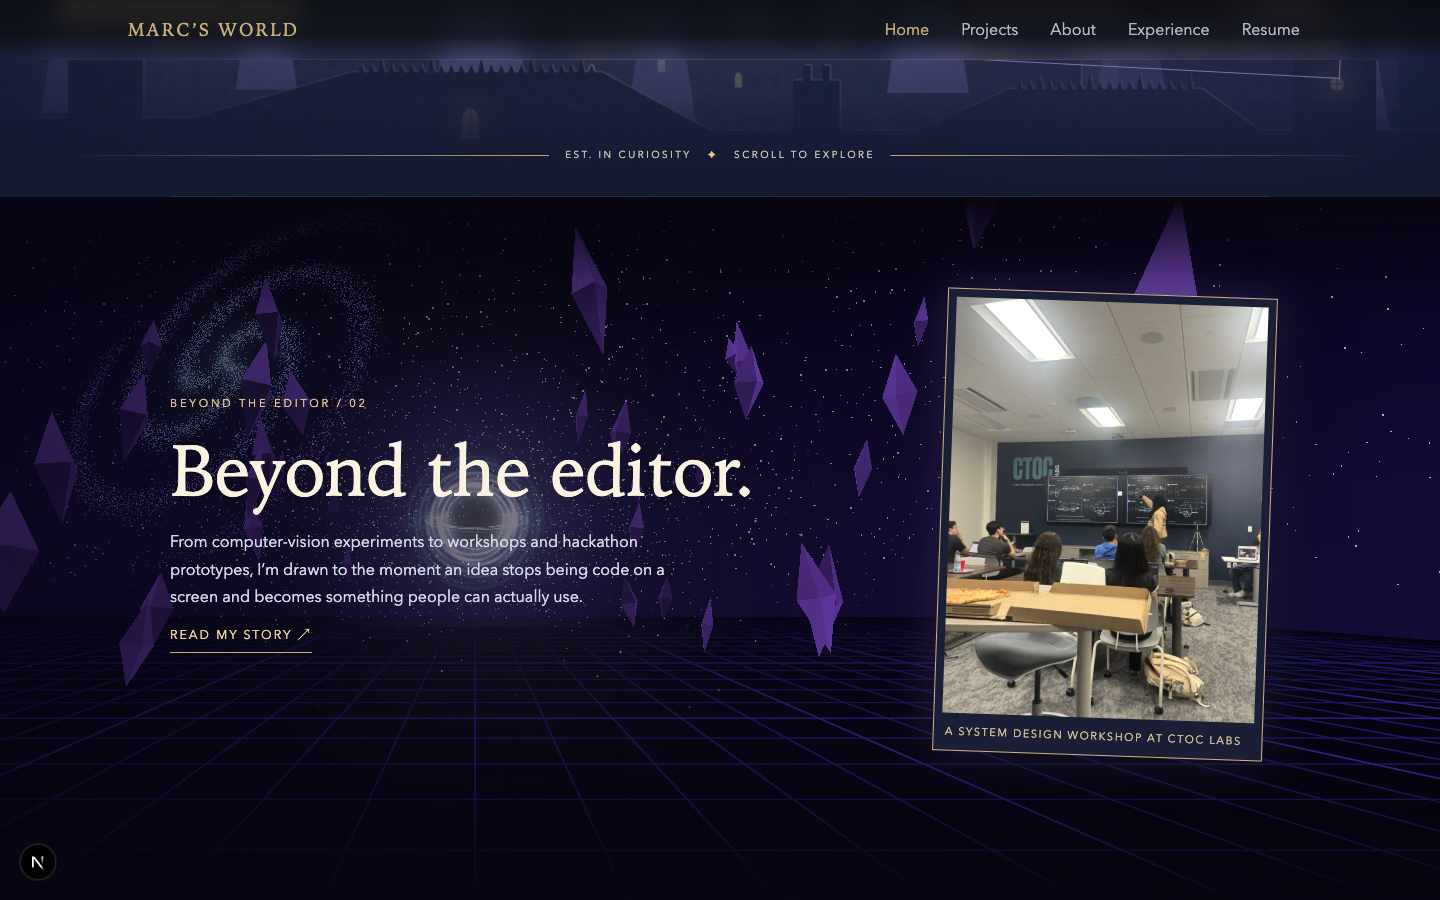 MARC'S WORLD
Home Projects About Experience Resume
EST. IN CURIOSITY ✦ SCROLL TO EXPLORE
BEYOND THE EDITOR / 02
Beyond the editor.
From computer-vision experiments to workshops and hackathon
prototypes, I'm drawn to the moment an idea stops being code on a
screen and becomes something people can actually use.
READ MY STORY ↗
CTOC
A SYSTEM DESIGN WORKSHOP AT CTOC LABS
N